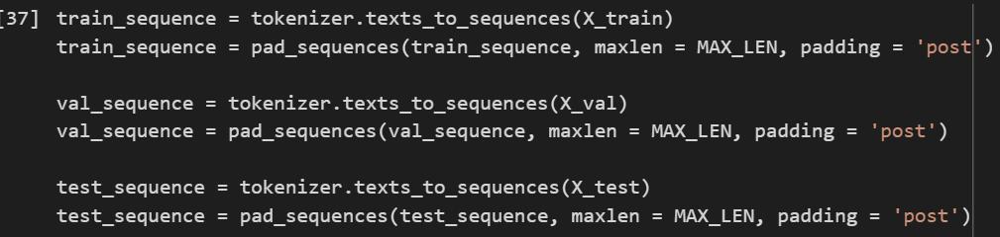 [37] train_sequence = tokenizer.texts_to_sequences(X_train)
train_sequence = pad_sequences(train_sequence, maxlen = MAX_LEN, padding = 'post')
val_sequence = tokenizer.texts_to_sequences(X_val)
val_sequence = pad_sequences(val_sequence, maxlen = MAX_LEN, padding = 'post')
test_sequence = tokenizer.texts_to_sequences(X_test)
test_sequence = pad_sequences(test_sequence, maxlen = MAX_LEN, padding = 'post')